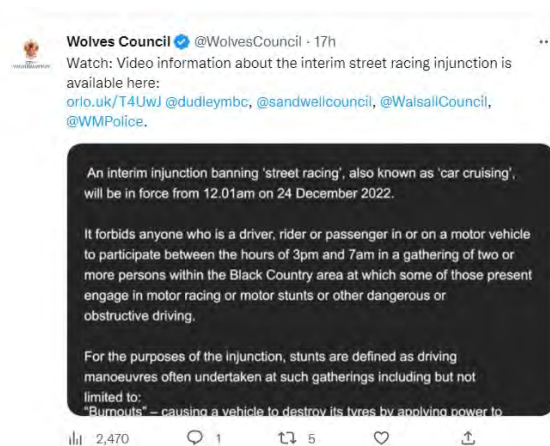 Wolves Council @WolvesCouncil · 17h
Watch: Video information about the interim street racing injunction is
available here:
orlo.uk/T4UwJ @dudleymbc, @sandwellcouncil, @WalsallCouncil,
@WMPolice.
An interim injunction banning 'street racing', also known as 'car cruising',
will be in force from 12.01am on 24 December 2022.
It forbids anyone who is a driver, rider or passenger in or on a motor vehicle
to participate between the hours of 3pm and 7am in a gathering of two or
more persons within the Black Country area at which some of those present
engage in motor racing or motor stunts or other dangerous or
obstructive driving.
For the purposes of the injunction, stunts are defined as driving
manoeuvres often undertaken at such gatherings including but not
limited to:
"Burnouts" – causing a vehicle to destroy its tyres by applying power to
2,470 1 5